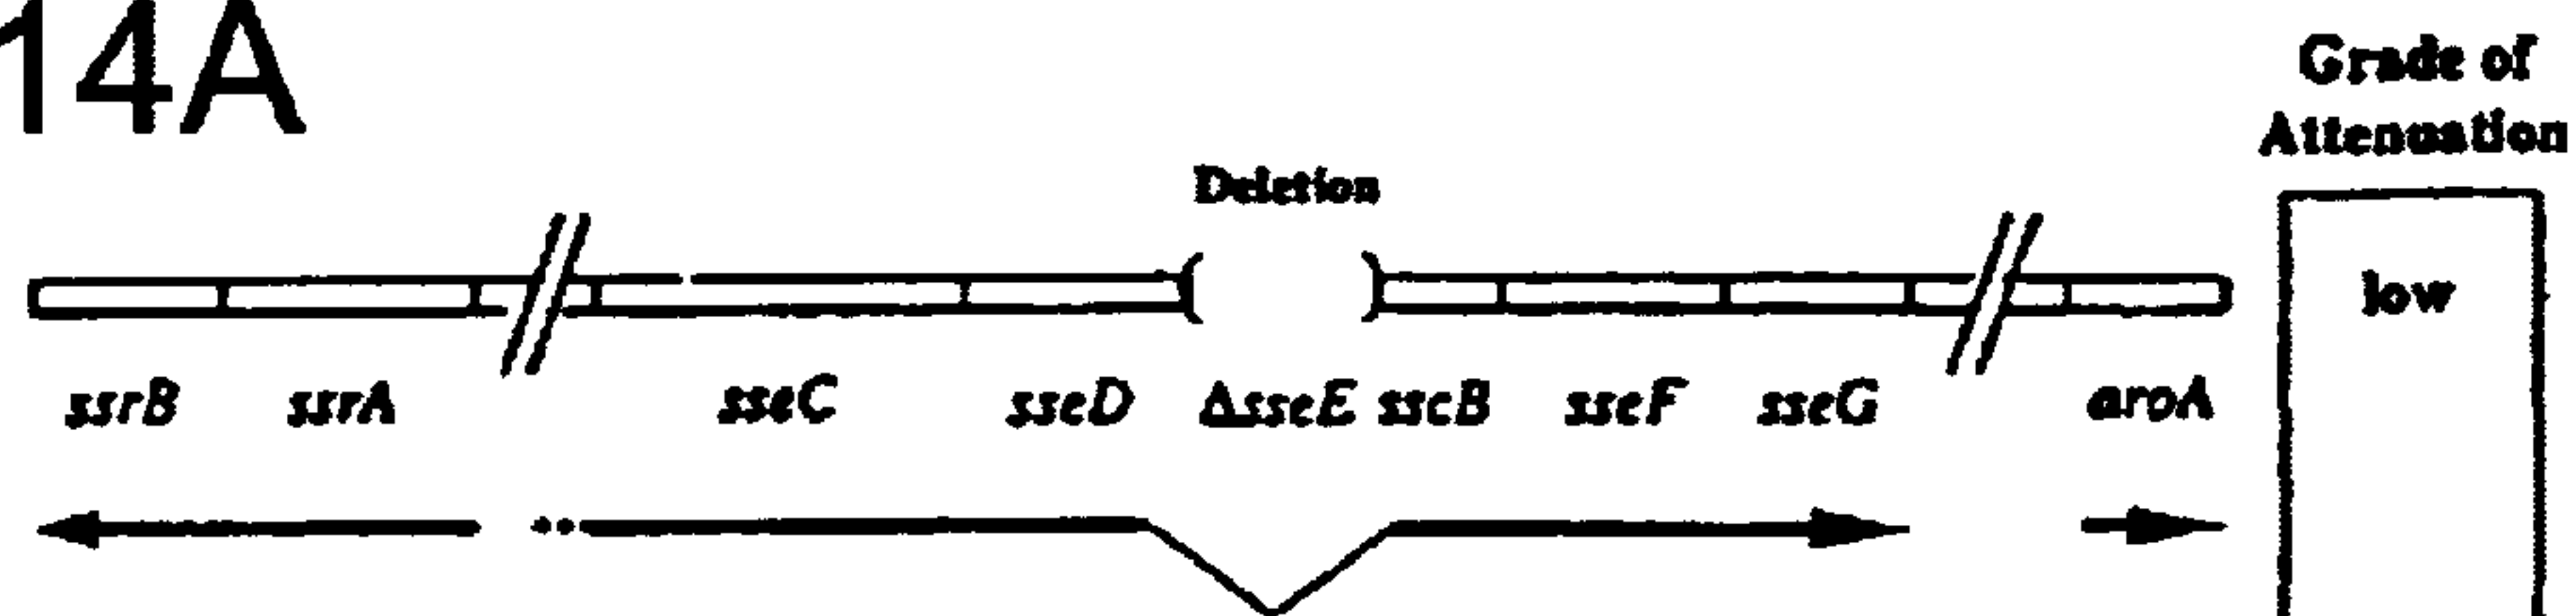 14A
Grade of
Attenuation
Deletion
low
ssrB ssrA sseC sseD ΔsseE sscB sseF sseG aroA